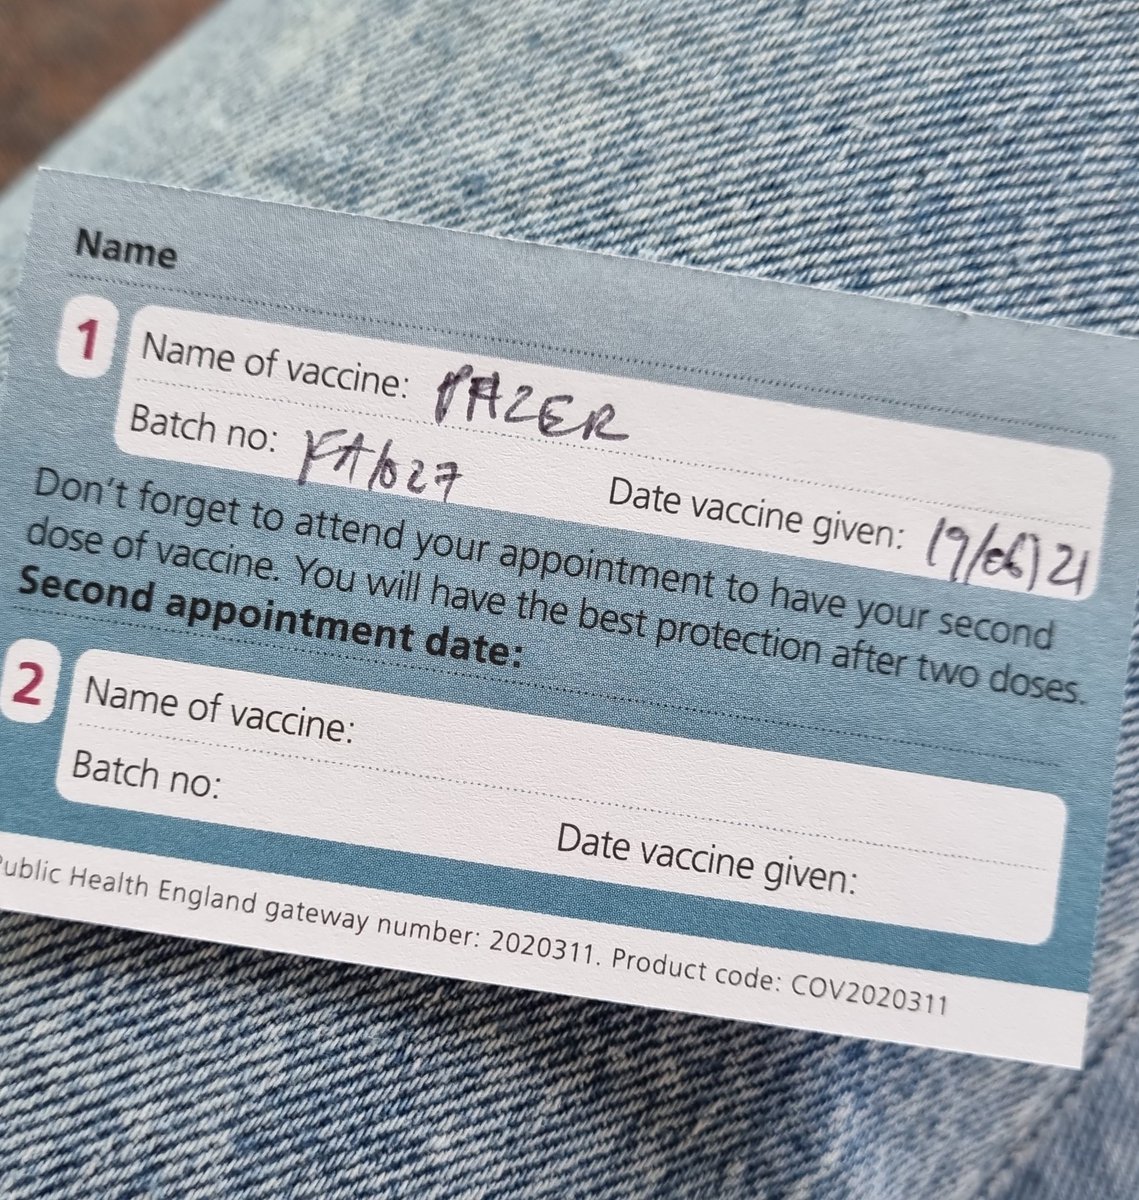 Name
1
Name of vaccine: PAZER
Batch no: FA1027
Date vaccine given: 19/06/21
Don't forget to attend your appointment to have your second
dose of vaccine. You will have the best protection after two doses.
Second appointment date:
2
Name of vaccine:
Batch no:
Date vaccine given:
Public Health England gateway number: 2020311. Product code: COV2020311